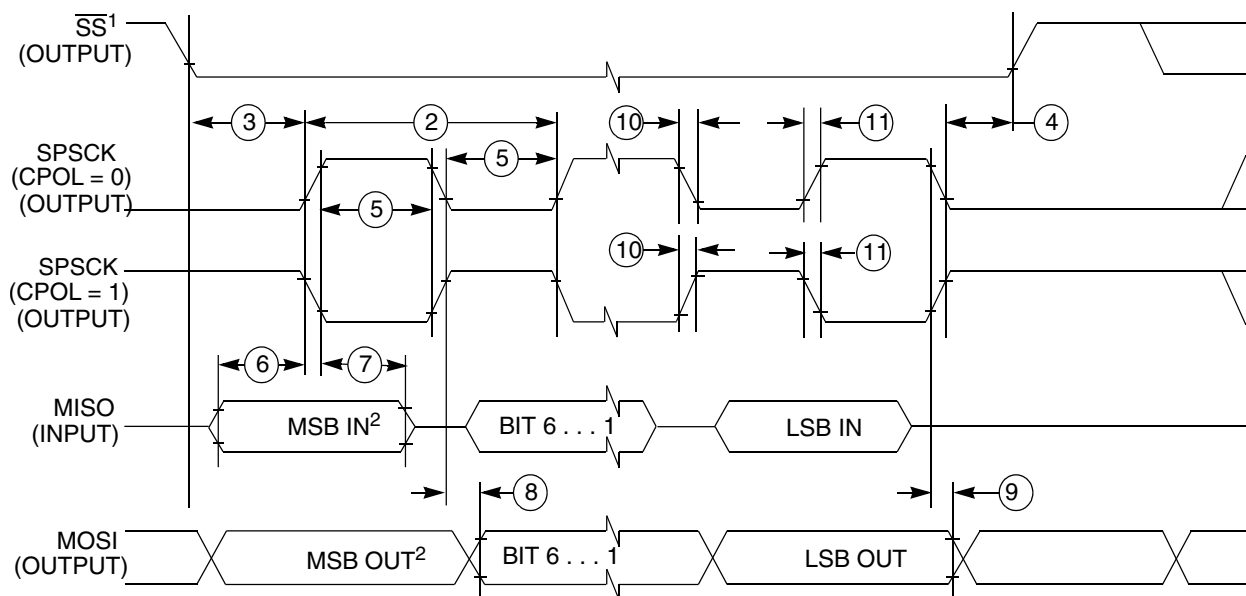 SS¹
(OUTPUT)
3
2
10
11
4
SPSCK
(CPOL = 0)
(OUTPUT)
5
5
SPSCK
(CPOL = 1)
(OUTPUT)
10
11
6
7
MISO
(INPUT)
MSB IN²
BIT 6 . . . 1
LSB IN
8
9
MOSI
(OUTPUT)
MSB OUT²
BIT 6 . . . 1
LSB OUT